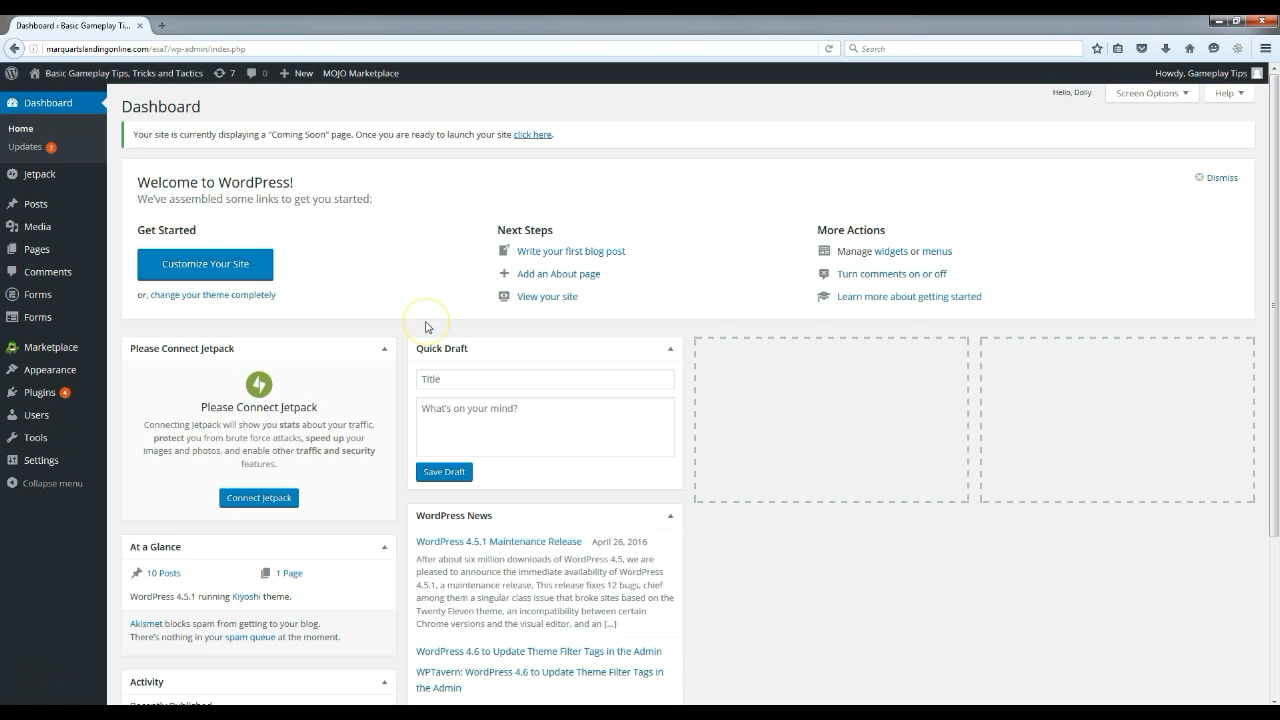 Dashboard ‹ Basic Gameplay Ti...
marquartslandingonline.com/exa7/wp-admin/index.php
Search
Basic Gameplay Tips, Tricks and Tactics 7 0 New MOJO Marketplace Howdy, Gameplay Tips
Dashboard
Home
Updates 7
Jetpack
Posts
Media
Pages
Comments
Forms
Forms
Marketplace
Appearance
Plugins 4
Users
Tools
Settings
Collapse menu
Hello, Dolly Screen Options Help
Dashboard
Your site is currently displaying a "Coming Soon" page. Once you are ready to launch your site click here.
Welcome to WordPress!
Dismiss
We've assembled some links to get you started:
Get Started
Customize Your Site
or, change your theme completely
Next Steps
Write your first blog post
Add an About page
View your site
More Actions
Manage widgets or menus
Turn comments on or off
Learn more about getting started
Please Connect Jetpack
Please Connect Jetpack
Connecting Jetpack will show you stats about your traffic,
protect you from brute force attacks, speed up your
images and photos, and enable other traffic and security
features.
Connect Jetpack
At a Glance
10 Posts 1 Page
WordPress 4.5.1 running Kiyoshi theme.
Akismet blocks spam from getting to your blog.
There's nothing in your spam queue at the moment.
Activity
Recently Published
Quick Draft
Title
What's on your mind?
Save Draft
WordPress News
WordPress 4.5.1 Maintenance Release April 26, 2016
After about six million downloads of WordPress 4.5, we are
pleased to announce the immediate availability of WordPress
4.5.1, a maintenance release. This release fixes 12 bugs, chief
among them a singular class issue that broke sites based on the
Twenty Eleven theme, an incompatibility between certain
Chrome versions and the visual editor, and an [...]
WordPress 4.6 to Update Theme Filter Tags in the Admin
WPTavern: WordPress 4.6 to Update Theme Filter Tags in
the Admin